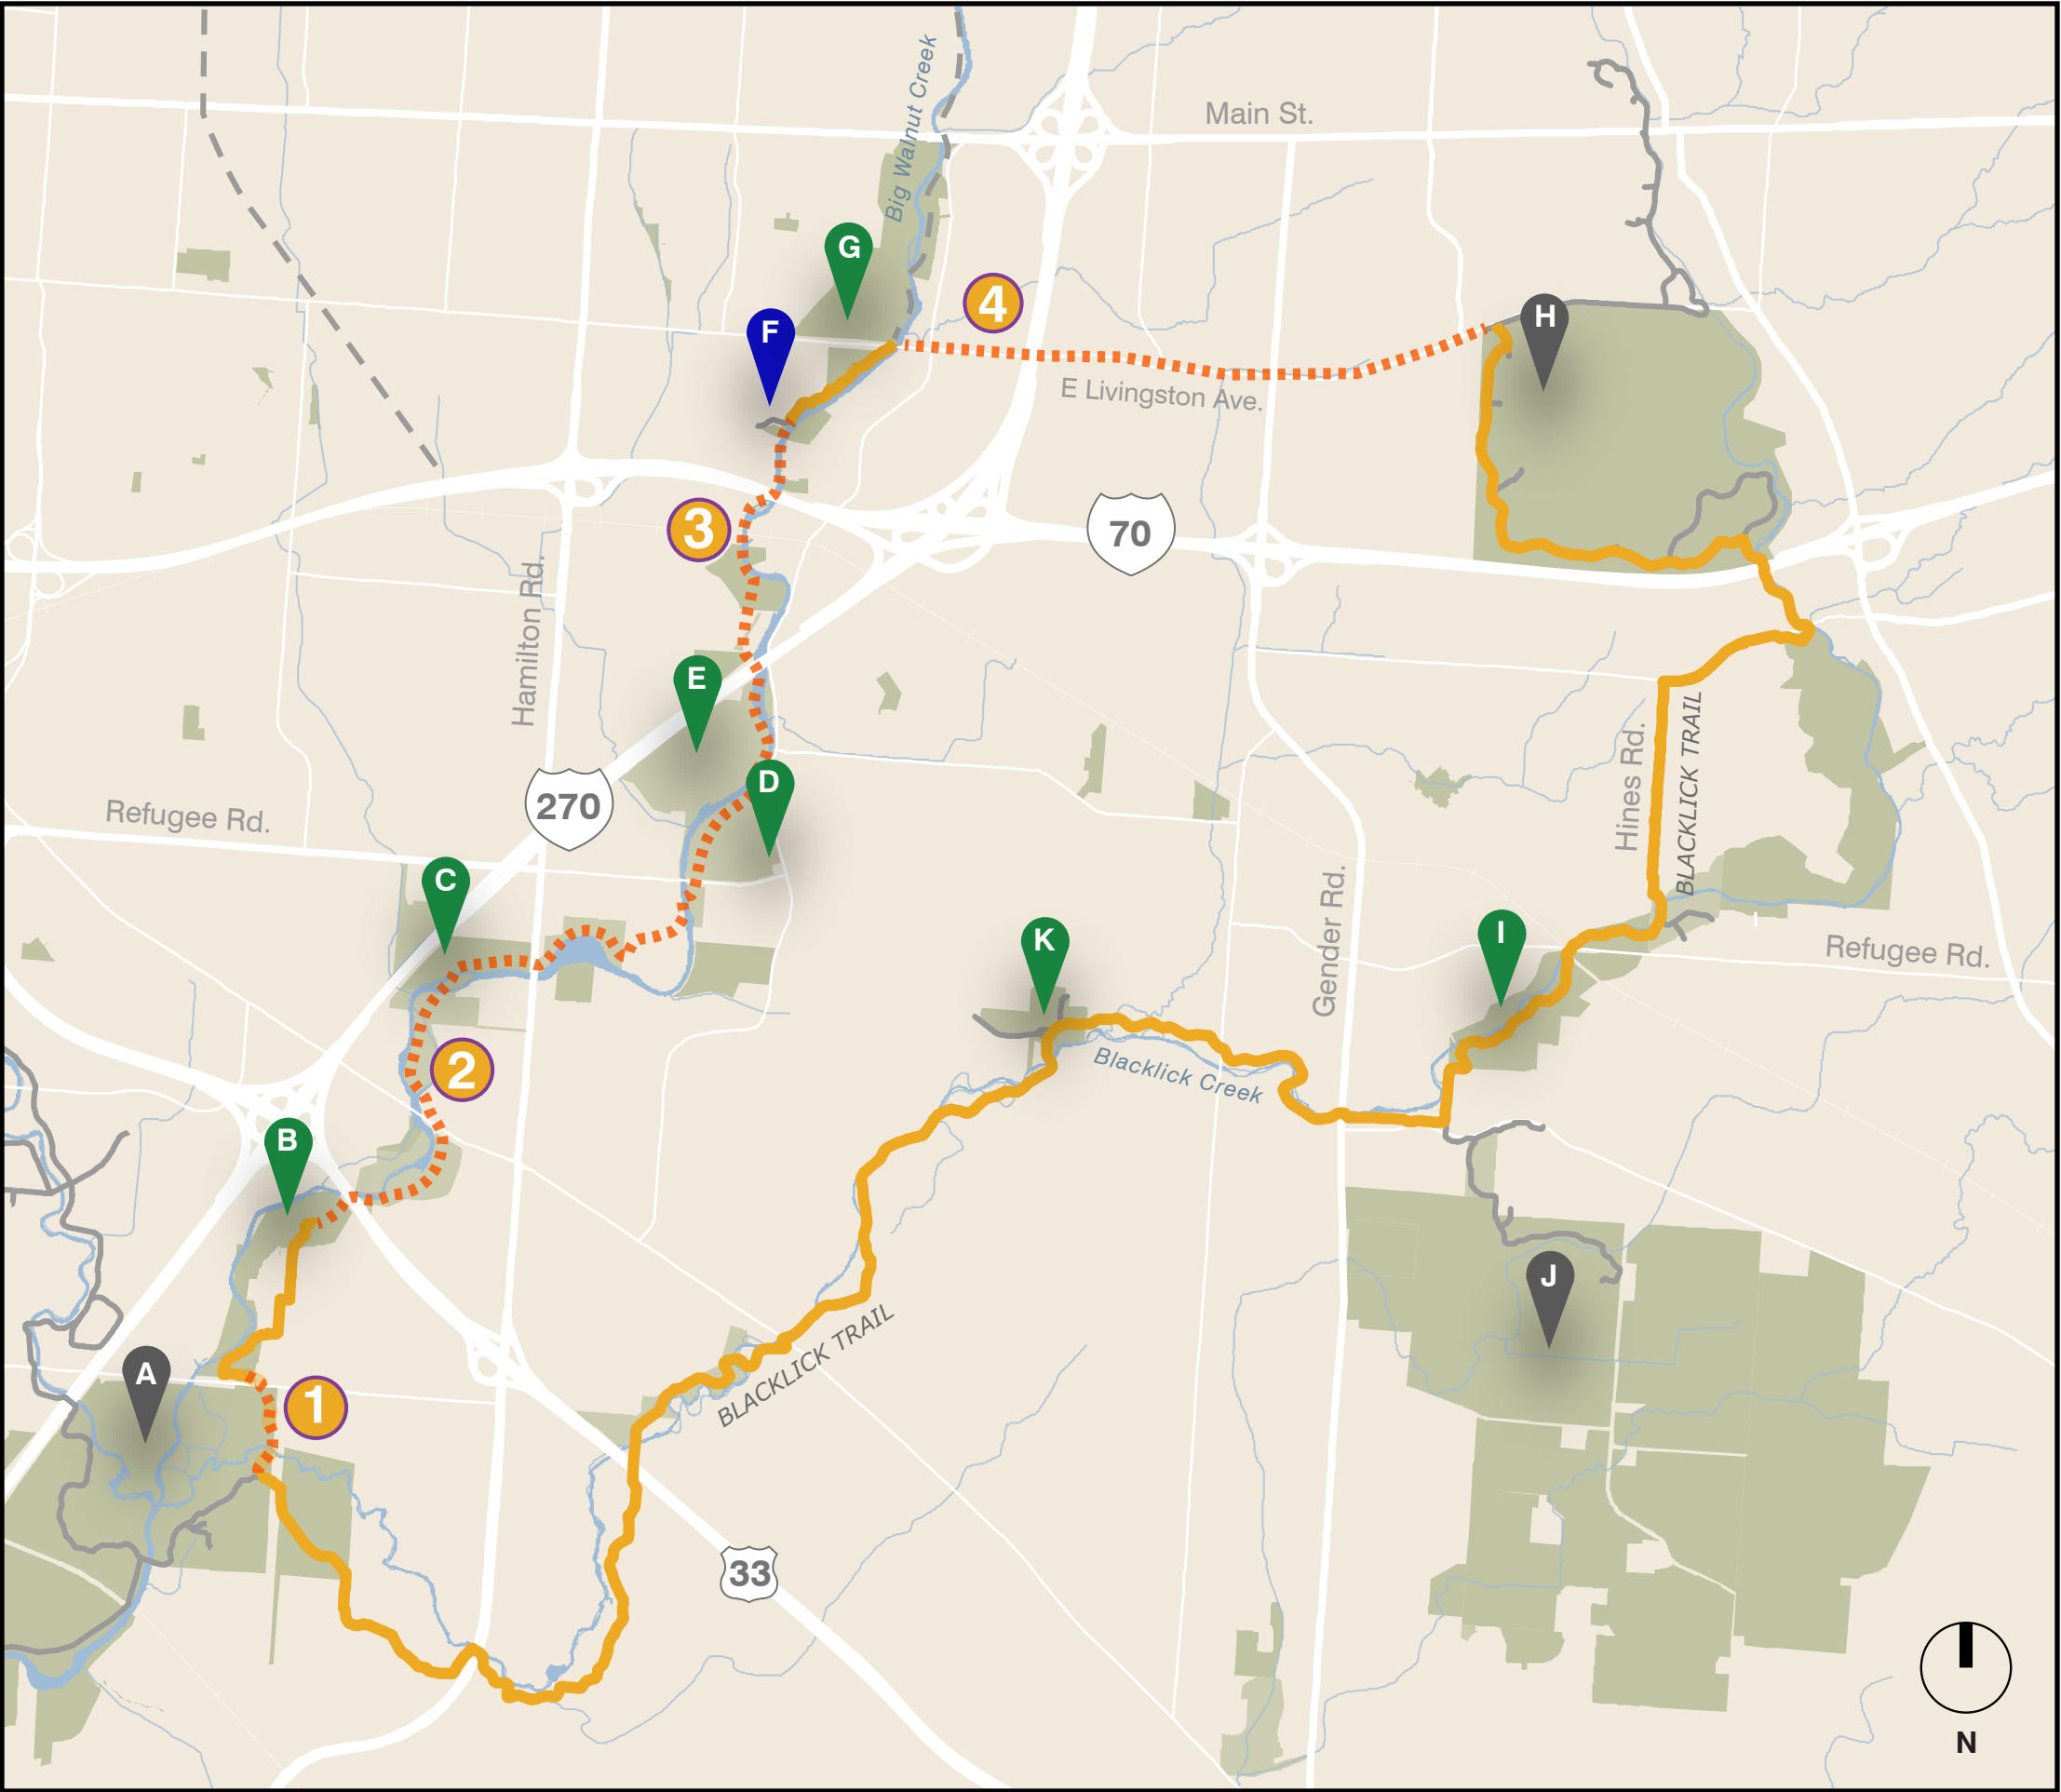 Big Walnut Creek
Main St.
G
4
F
H
E Livingston Ave.
3
70
Hamilton Rd.
E
D
270
Refugee Rd.
Hines Rd.
BLACKLICK TRAIL
C
K
Gender Rd.
I
Refugee Rd.
2
Blacklick Creek
B
J
A
1
BLACKLICK TRAIL
33
N